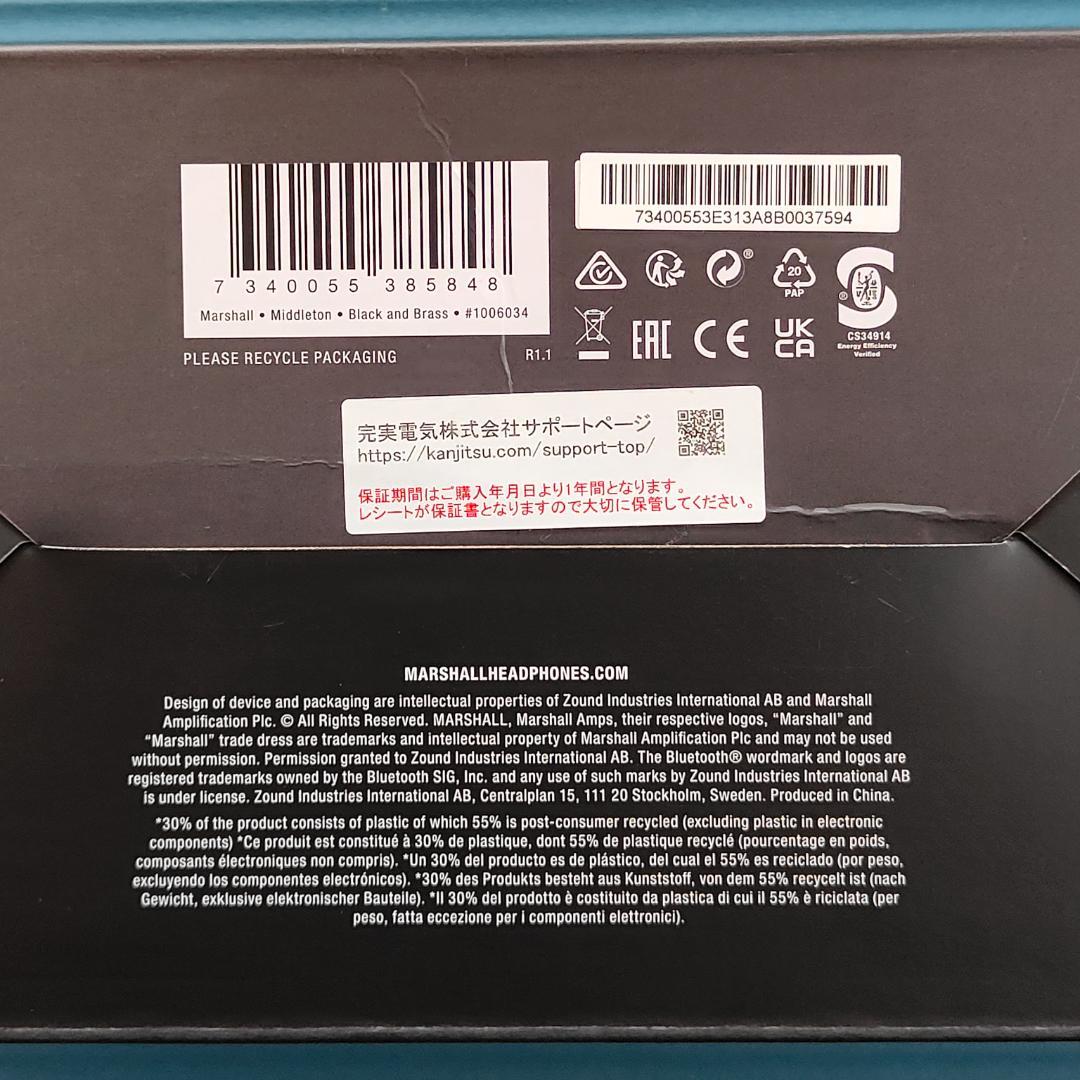 7 340055 385848
Marshall • Middleton • Black and Brass • #1006034
PLEASE RECYCLE PACKAGING
R1.1
73400553E313A8B0037594
®
20
PAP
EAC
CE
UK
CA
®
CS34914
Energy Efficiency
Verified
完実電気株式会社サポートページ
https://kanjitsu.com/support-top/
保証期間はご購入年月日より1年間となります。
レシートが保証書となりますので大切に保管してください。
MARSHALLHEADPHONES.COM
Design of device and packaging are intellectual properties of Zound Industries International AB and Marshall
Amplification Plc. © All Rights Reserved. MARSHALL, Marshall Amps, their respective logos, “Marshall” and
“Marshall” trade dress are trademarks and intellectual property of Marshall Amplification Plc and may not be used
without permission. Permission granted to Zound Industries International AB. The Bluetooth® wordmark and logos are
registered trademarks owned by the Bluetooth SIG, Inc. and any use of such marks by Zound Industries International AB
is under license. Zound Industries International AB, Centralplan 15, 111 20 Stockholm, Sweden. Produced in China.
*30% of the product consists of plastic of which 55% is post-consumer recycled (excluding plastic in electronic
components) *Ce produit est constitué à 30% de plastique, dont 55% de plastique recyclé (pourcentage en poids,
composants électroniques non compris). *Un 30% del producto es de plástico, del cual el 55% es reciclado (por peso,
excluyendo los componentes electrónicos). *30% des Produkts besteht aus Kunststoff, von dem 55% recycelt ist (nach
Gewicht, exklusive elektronischer Bauteile). *Il 30% del prodotto è costituito da plastica di cui il 55% è riciclata (per
peso, fatta eccezione per i componenti elettronici).